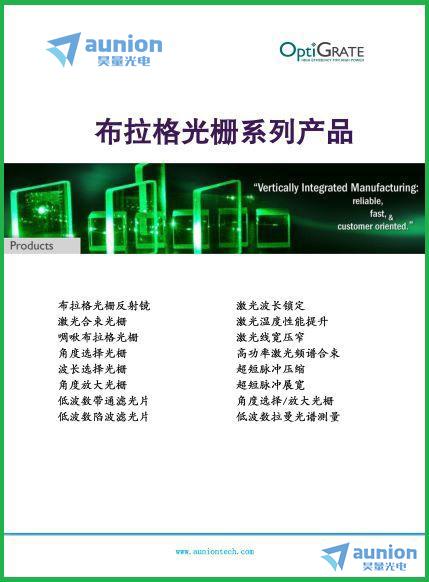 aunion
昊量光电
OptiGRATE
HIGH EFFICIENCY FOR HIGH POWER
布拉格光栅系列产品
"Vertically Integrated Manufacturing:
reliable,
fast, &
customer oriented."
Products
布拉格光栅反射镜
激光合束光栅
啁啾布拉格光栅
角度选择光栅
波长选择光栅
角度放大光栅
低波数带通滤光片
低波数陷波滤光片
激光波长锁定
激光温度性能提升
激光线宽压窄
高功率激光频谱合束
超短脉冲压缩
超短脉冲展宽
角度选择/放大光栅
低波数拉曼光谱测量
www.auniontech.com
aunion
昊量光电